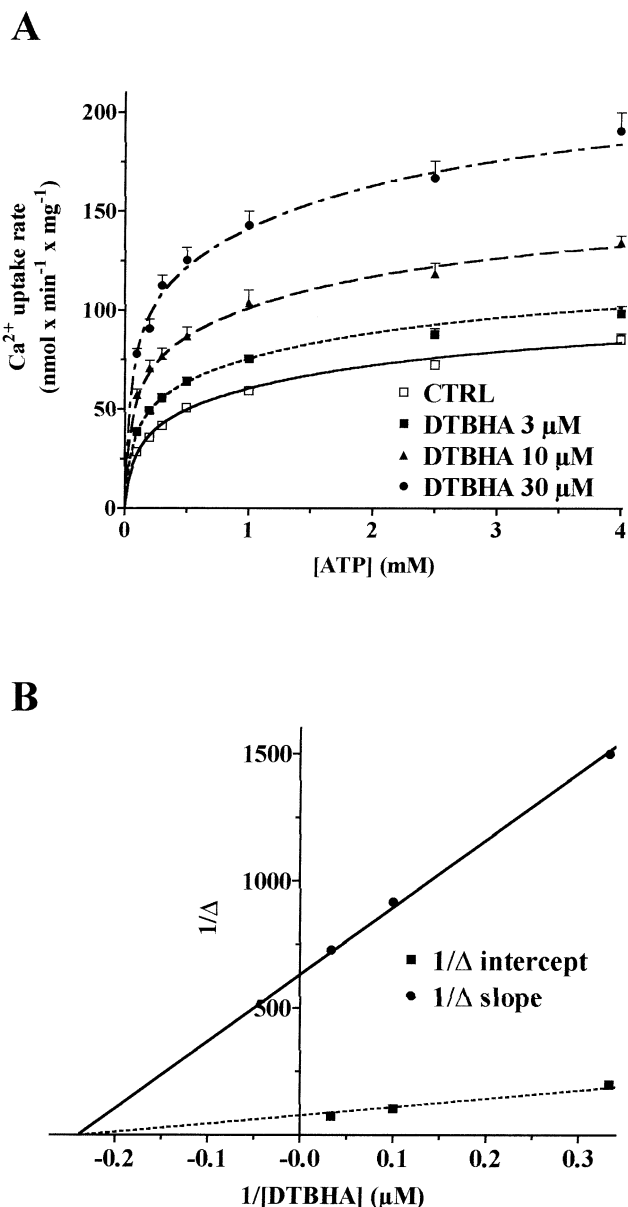 A
Ca2+ uptake rate
(nmol x min-1 x mg-1)
200
150
100
50
0
0 1 2 3 4
[ATP] (mM)
CTRL
DTBHA 3 µM
DTBHA 10 µM
DTBHA 30 µM
B
1/Δ
1500
1000
500
1/Δ intercept
1/Δ slope
-0.2 -0.1 -0.0 0.1 0.2 0.3
1/[DTBHA] (µM)